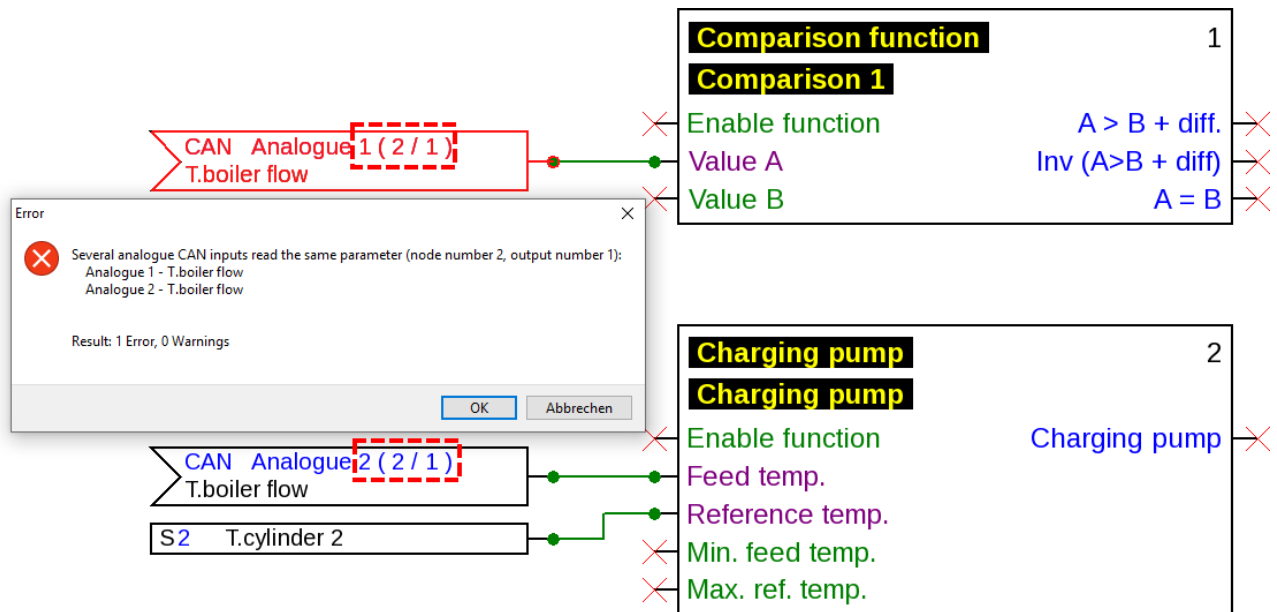 Comparison function 1
Comparison 1
Enable function A > B + diff.
CAN Analogue 1 ( 2 / 1 )
T.boiler flow
Value A Inv (A>B + diff)
Value B A = B
Error
Several analogue CAN inputs read the same parameter (node number 2, output number 1):
Analogue 1 - T.boiler flow
Analogue 2 - T.boiler flow
Result: 1 Error, 0 Warnings
OK Abbrechen
Charging pump 2
Charging pump
Enable function Charging pump
CAN Analogue 2 ( 2 / 1 )
T.boiler flow
Feed temp.
Reference temp.
S2 T.cylinder 2
Min. feed temp.
Max. ref. temp.